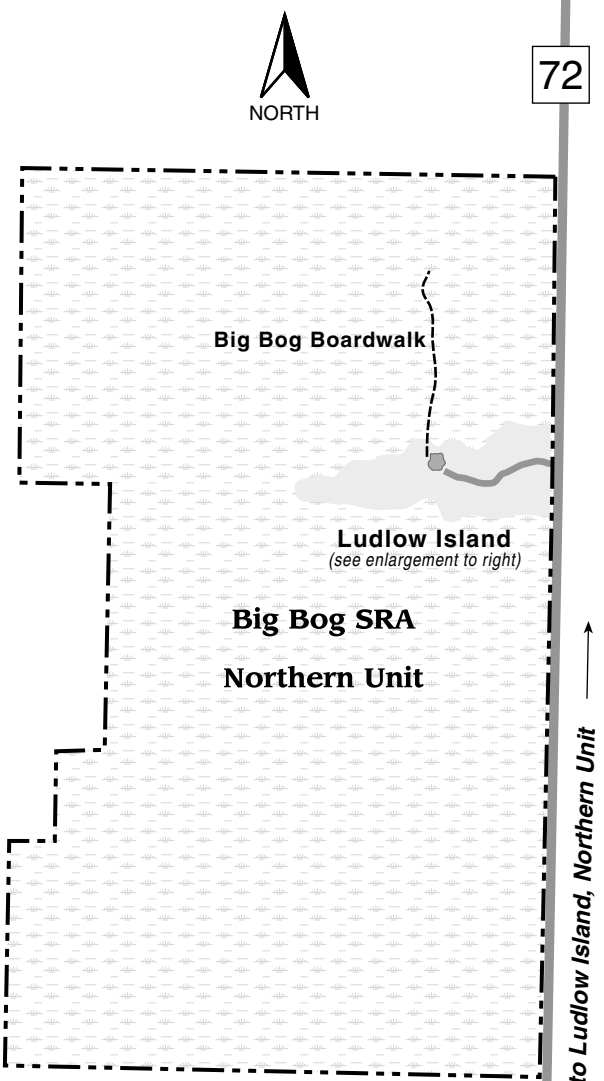 72
NORTH
Big Bog Boardwalk
Ludlow Island
(see enlargement to right)
Big Bog SRA
Northern Unit
to Ludlow Island, Northern Unit